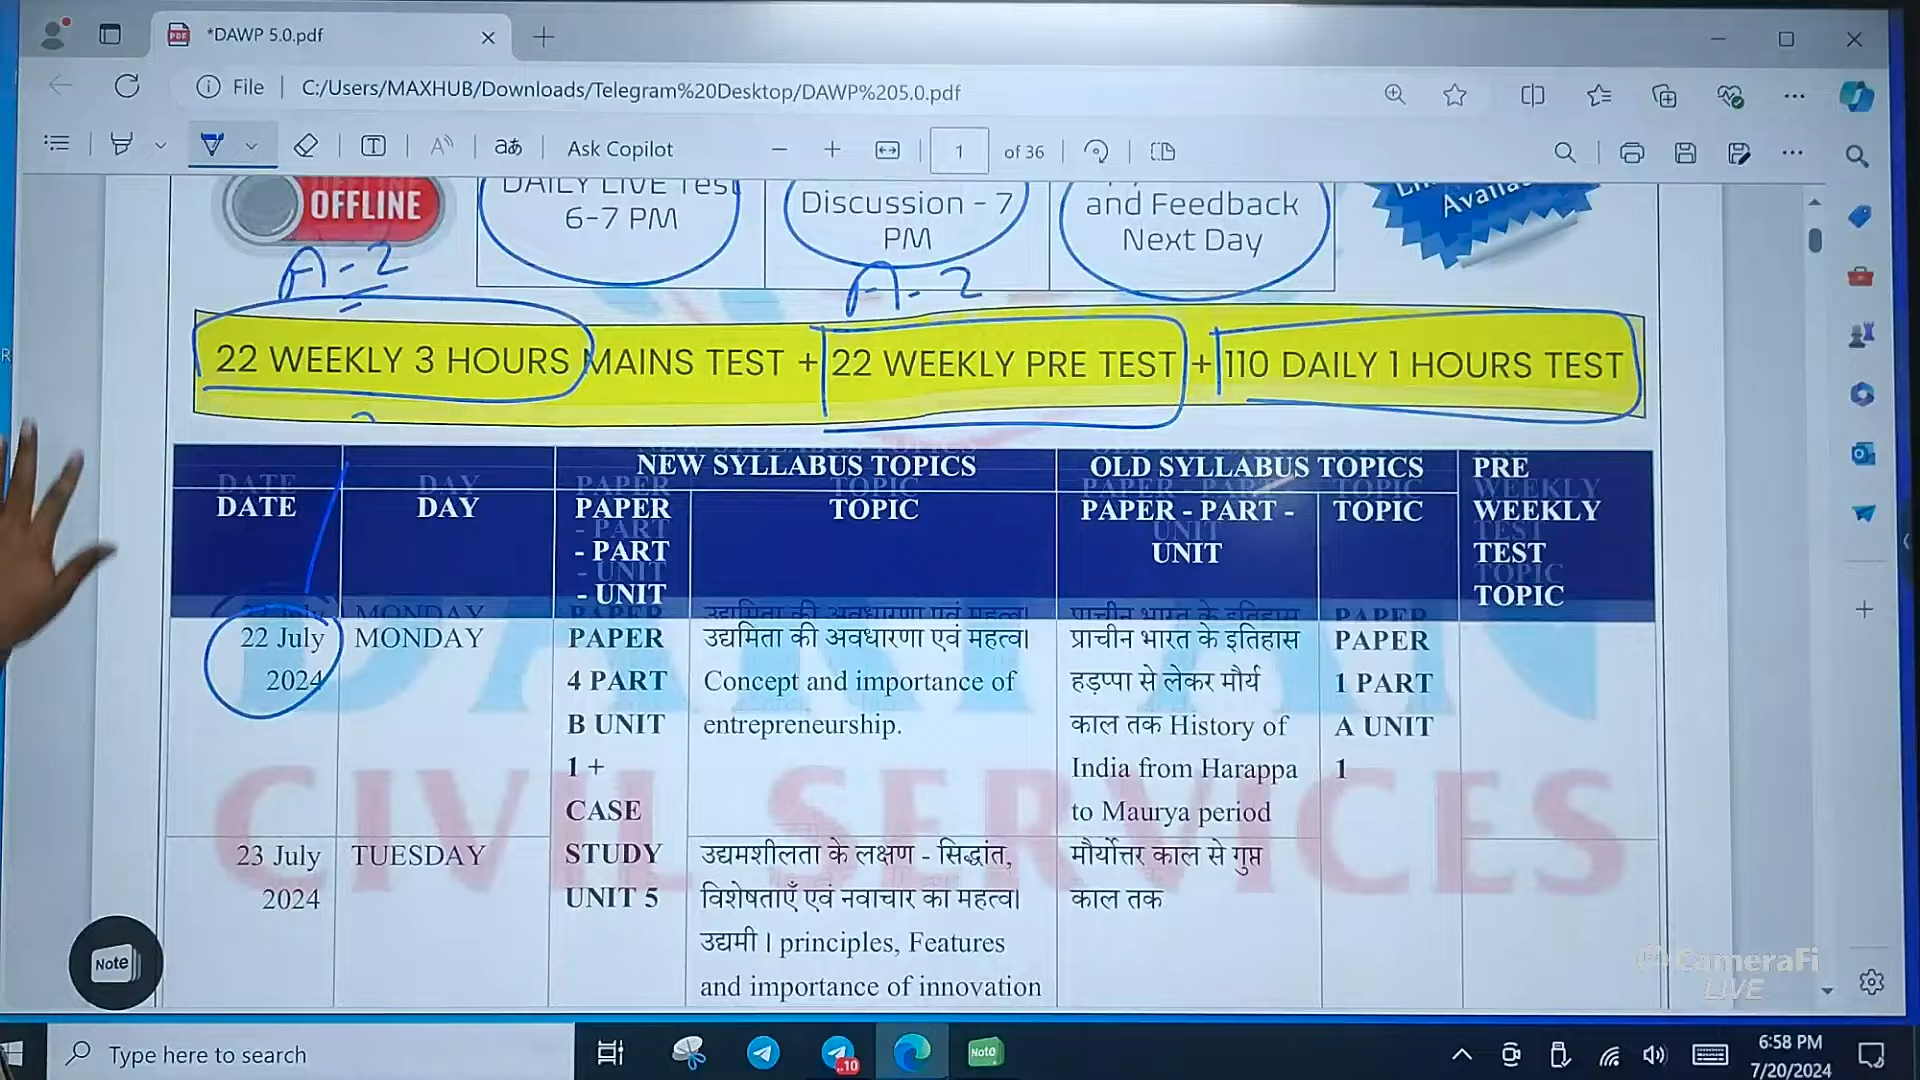 *DAWP 5.0.pdf
File | C:/Users/MAXHUB/Downloads/Telegram%20Desktop/DAWP%205.0.pdf
Ask Copilot
1 of 36
OFFLINE
DAILY LIVE Test
6-7 PM
Discussion - 7
PM
and Feedback
Next Day
Available
A-2
A-2
22 WEEKLY 3 HOURS MAINS TEST + 22 WEEKLY PRE TEST + 110 DAILY 1 HOURS TEST
NEW SYLLABUS TOPICS OLD SYLLABUS TOPICS PRE
WEEKLY
TEST
TOPIC
DATE DAY PAPER
- PART
- UNIT TOPIC PAPER - PART -
UNIT TOPIC
22 July
2024
MONDAY
PAPER
4 PART
B UNIT
1 +
CASE
STUDY
UNIT 5
उद्यमिता की अवधारणा एवं महत्व।
Concept and importance of
entrepreneurship.
प्राचीन भारत के इतिहास
हड़प्पा से लेकर मौर्य
काल तक History of
India from Harappa
to Maurya period
PAPER
1 PART
A UNIT
1
23 July
2024
TUESDAY
उद्यमशीलता के लक्षण - सिद्धांत,
विशेषताएँ एवं नवाचार का महत्व।
उद्यमी । principles, Features
and importance of innovation
मौर्योत्तर काल से गुप्त
काल तक
CIVIL SERVICES
Note
CameraFi
LIVE
Type here to search
10
Note
6:58 PM
7/20/2024